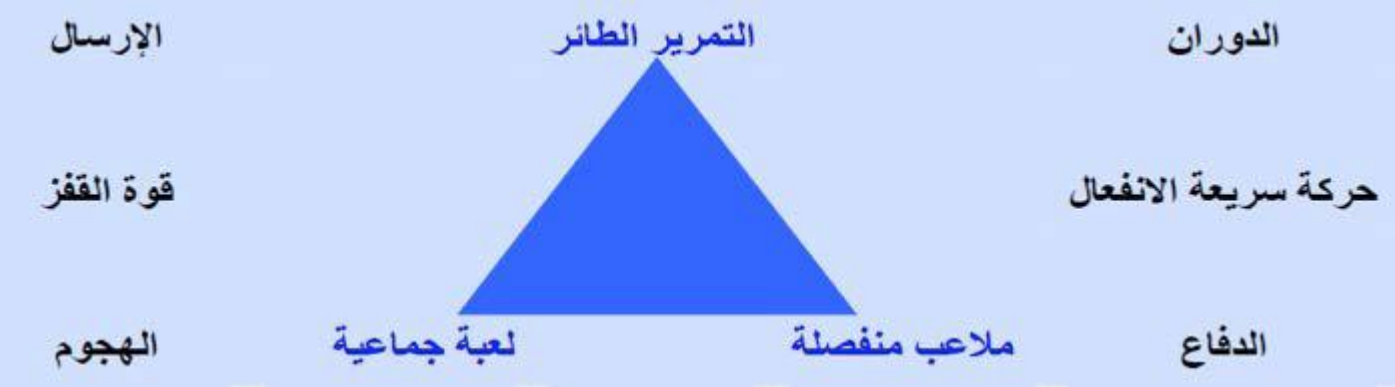 الدوران
التمرير الطائر
الإرسال
حركة سريعة الانفعال
قوة القفز
الدفاع
ملاعب منفصلة
لعبة جماعية
الهجوم